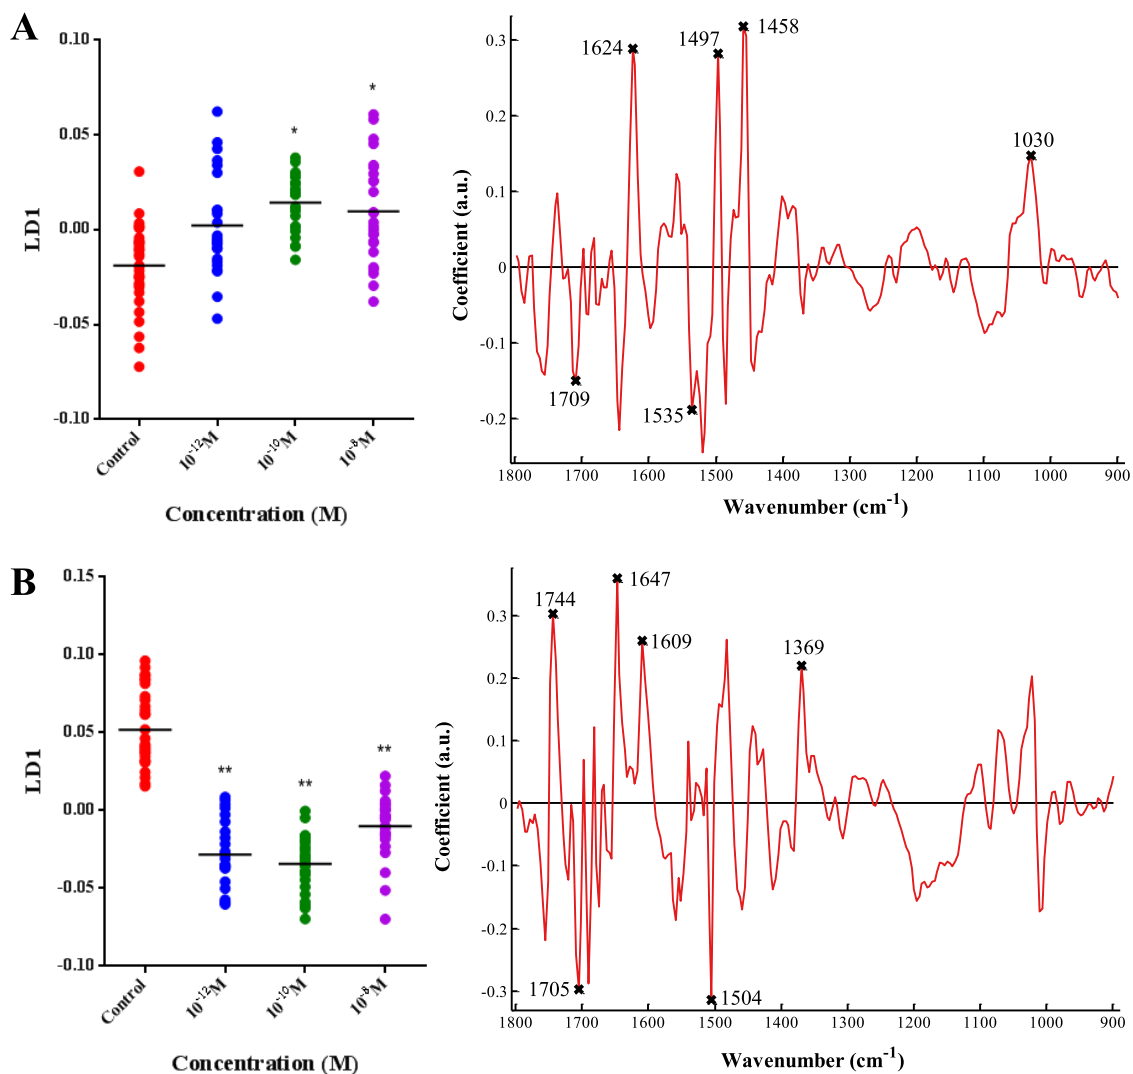 A
0.10
0.05
0.00
-0.05
-0.10
LD1
* *
Control
10⁻¹²M
10⁻¹⁰M
10⁻⁸M
Concentration (M)
0.3
0.2
0.1
0
-0.1
-0.2
Coefficient (a.u.)
1624
1497
1458
1030
1709
1535
1800 1700 1600 1500 1400 1300 1200 1100 1000 900
Wavenumber (cm⁻¹)
B
0.15
0.10
0.05
0.00
-0.05
-0.10
LD1
** ** **
Control
10⁻¹²M
10⁻¹⁰M
10⁻⁸M
Concentration (M)
0.3
0.2
0.1
0
-0.1
-0.2
-0.3
Coefficient (a.u.)
1744
1647
1609
1369
1705
1504
1800 1700 1600 1500 1400 1300 1200 1100 1000 900
Wavenumber (cm⁻¹)